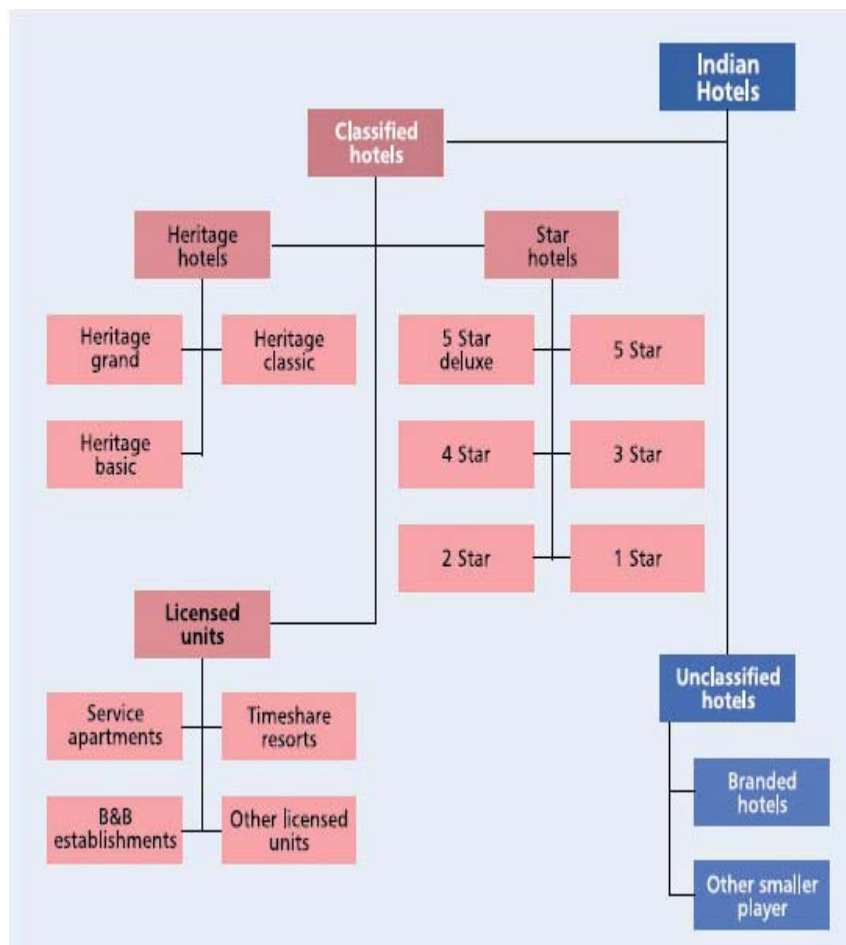 Indian
Hotels
Classified
hotels
Heritage
hotels
Star
hotels
Heritage
grand
Heritage
classic
5 Star
deluxe
5 Star
Heritage
basic
4 Star
3 Star
2 Star
1 Star
Licensed
units
Unclassified
hotels
Service
apartments
Timeshare
resorts
Branded
hotels
B&B
establishments
Other licensed
units
Other smaller
player